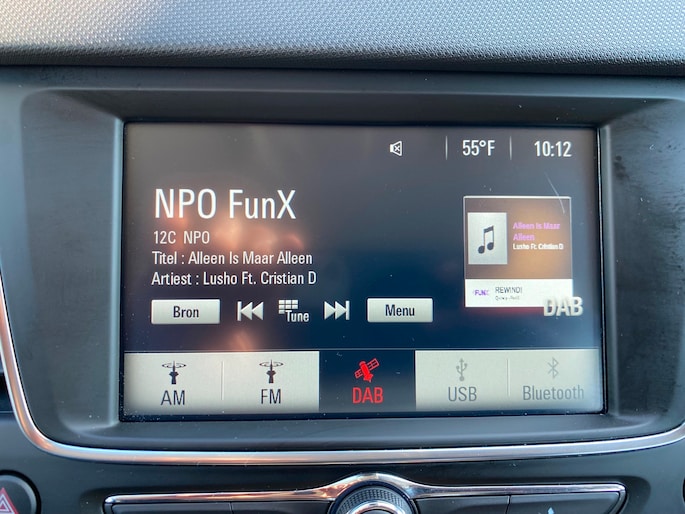 55°F 10:12
NPO FunX
12C NPO
Titel : Alleen Is Maar Alleen
Artiest : Lusho Ft. Cristian D
Alleen Is Maar
Alleen
Lusho Ft. Cristian D
FUNX REWIND!
DAB
Bron Tune Menu
AM FM DAB USB Bluetooth